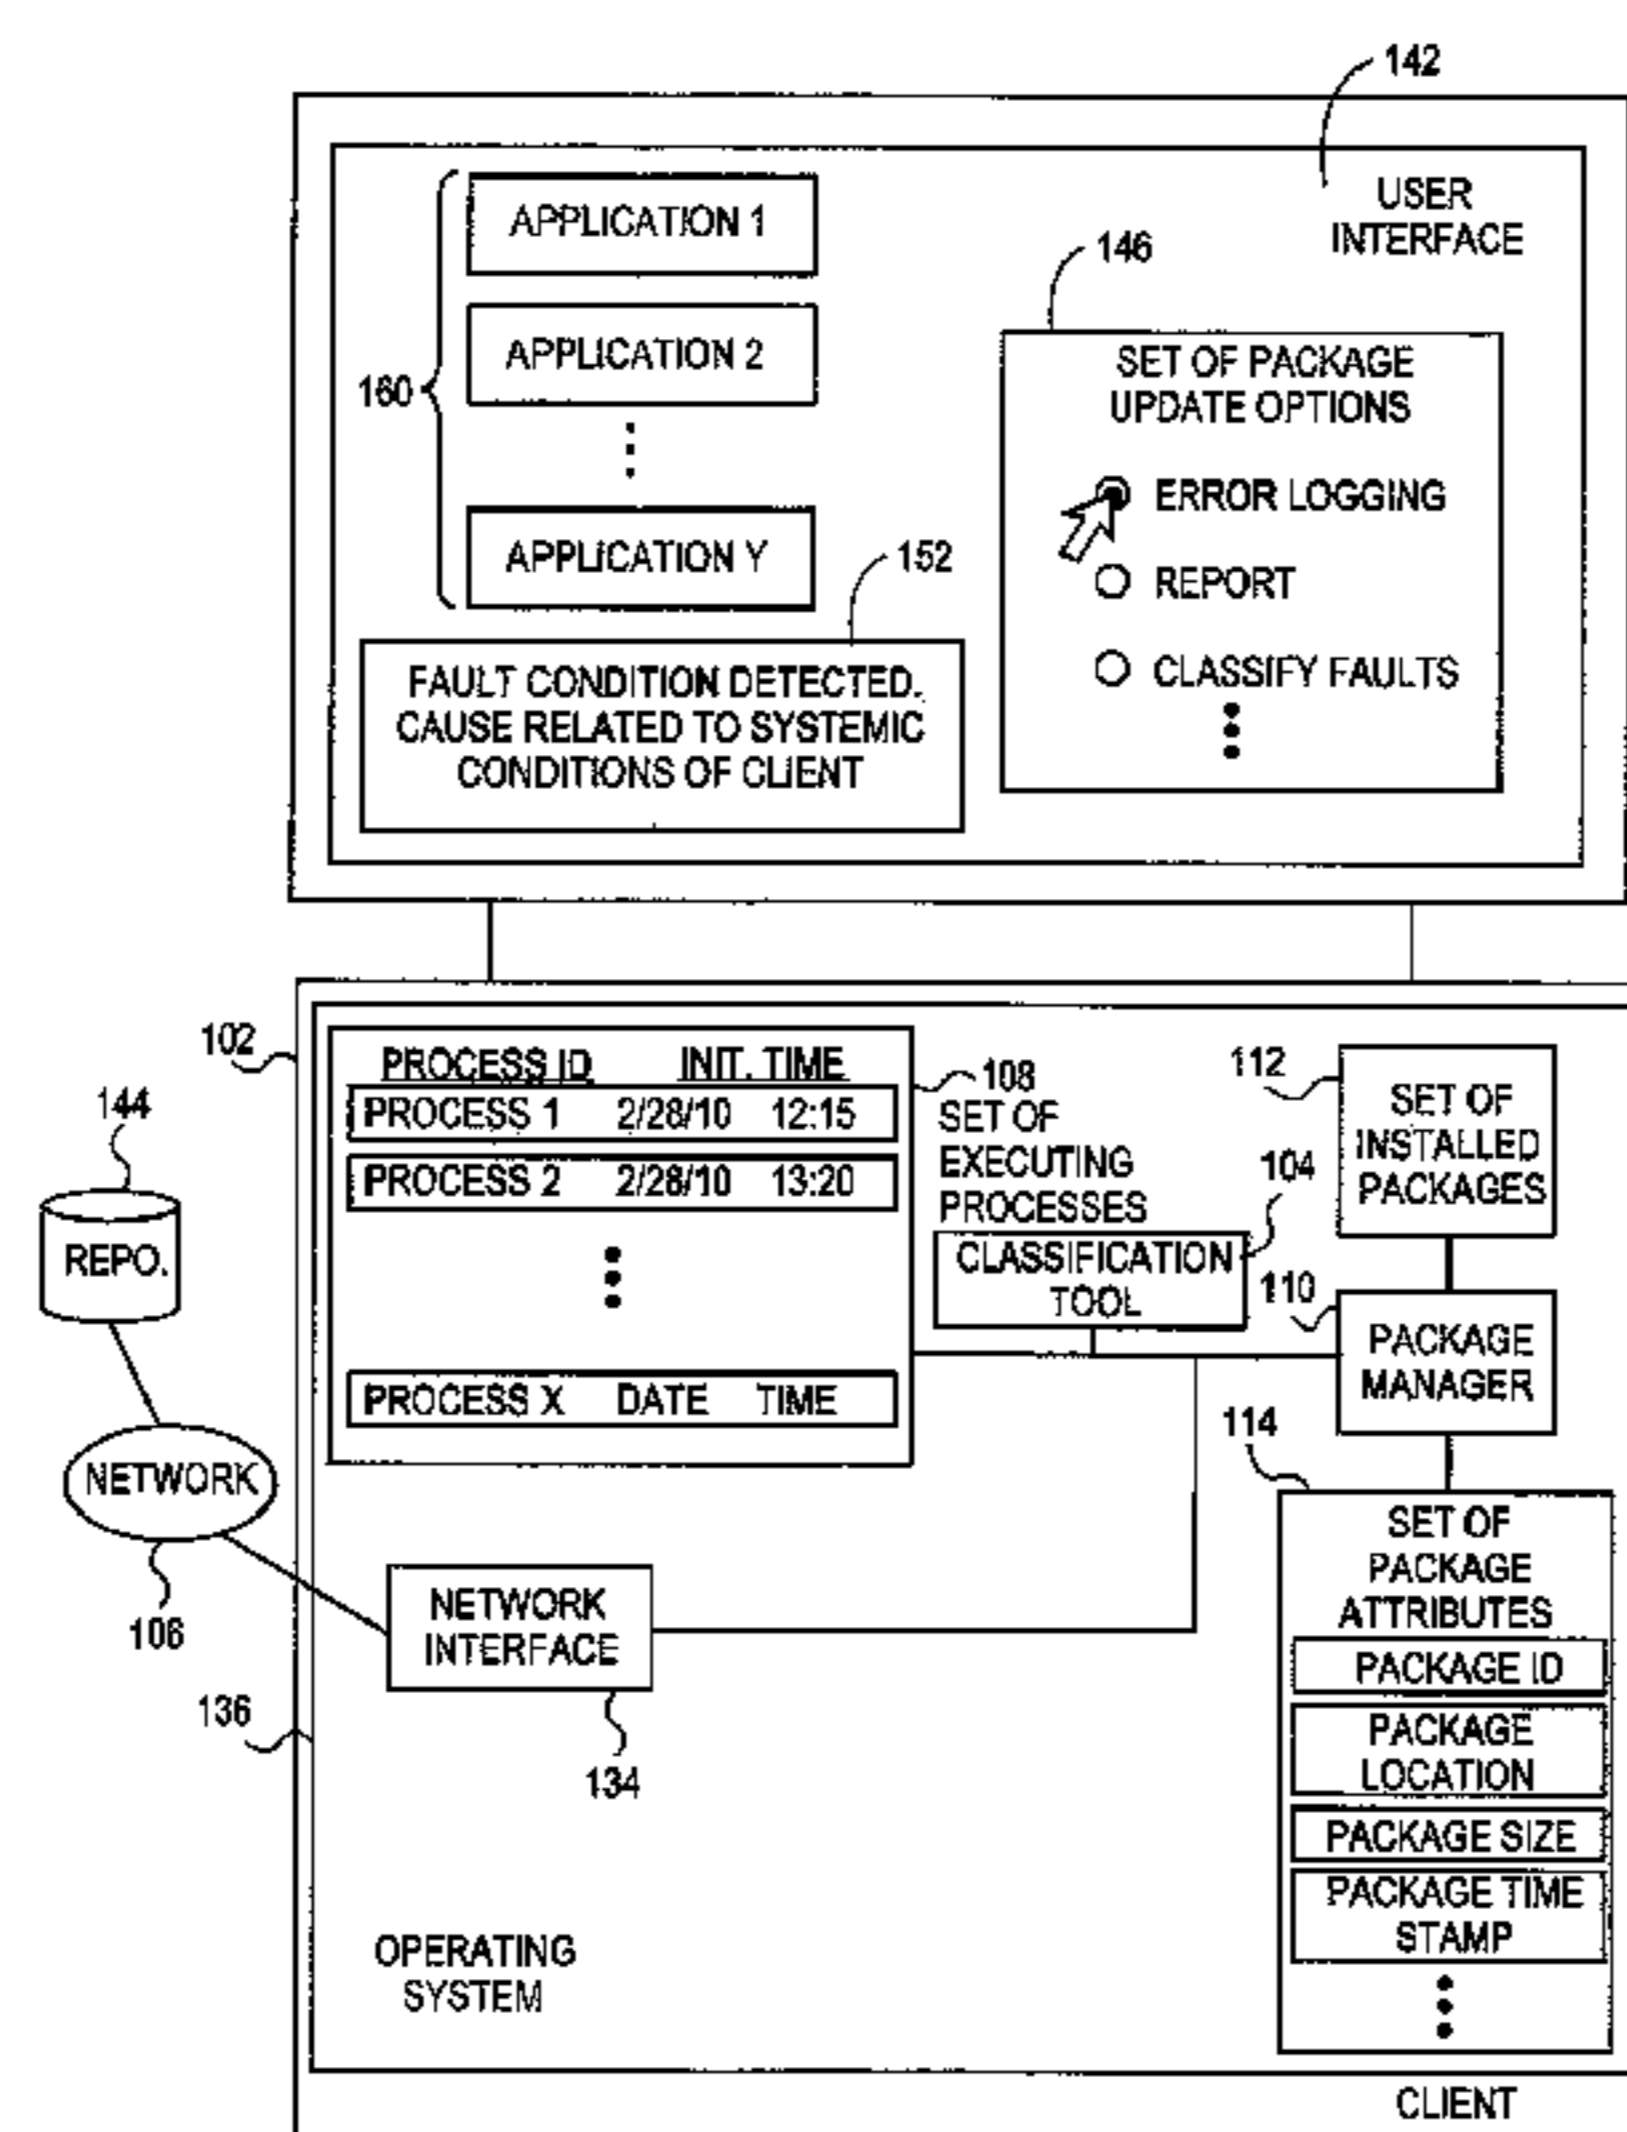 142
USER
INTERFACE
APPLICATION 1
146
APPLICATION 2
160
SET OF PACKAGE
UPDATE OPTIONS
ERROR LOGGING
APPLICATION Y
152
REPORT
FAULT CONDITION DETECTED.
CAUSE RELATED TO SYSTEMIC
CONDITIONS OF CLIENT
CLASSIFY FAULTS
102
PROCESS ID INIT. TIME
PROCESS 1 2/28/10 12:15
PROCESS 2 2/28/10 13:20
PROCESS X DATE TIME
108
SET OF
EXECUTING
PROCESSES
104
CLASSIFICATION
TOOL
112
SET OF
INSTALLED
PACKAGES
110
PACKAGE
MANAGER
144
REPO.
NETWORK
106
114
SET OF
PACKAGE
ATTRIBUTES
PACKAGE ID
PACKAGE
LOCATION
PACKAGE SIZE
PACKAGE TIME
STAMP
NETWORK
INTERFACE
134
136
OPERATING
SYSTEM
CLIENT